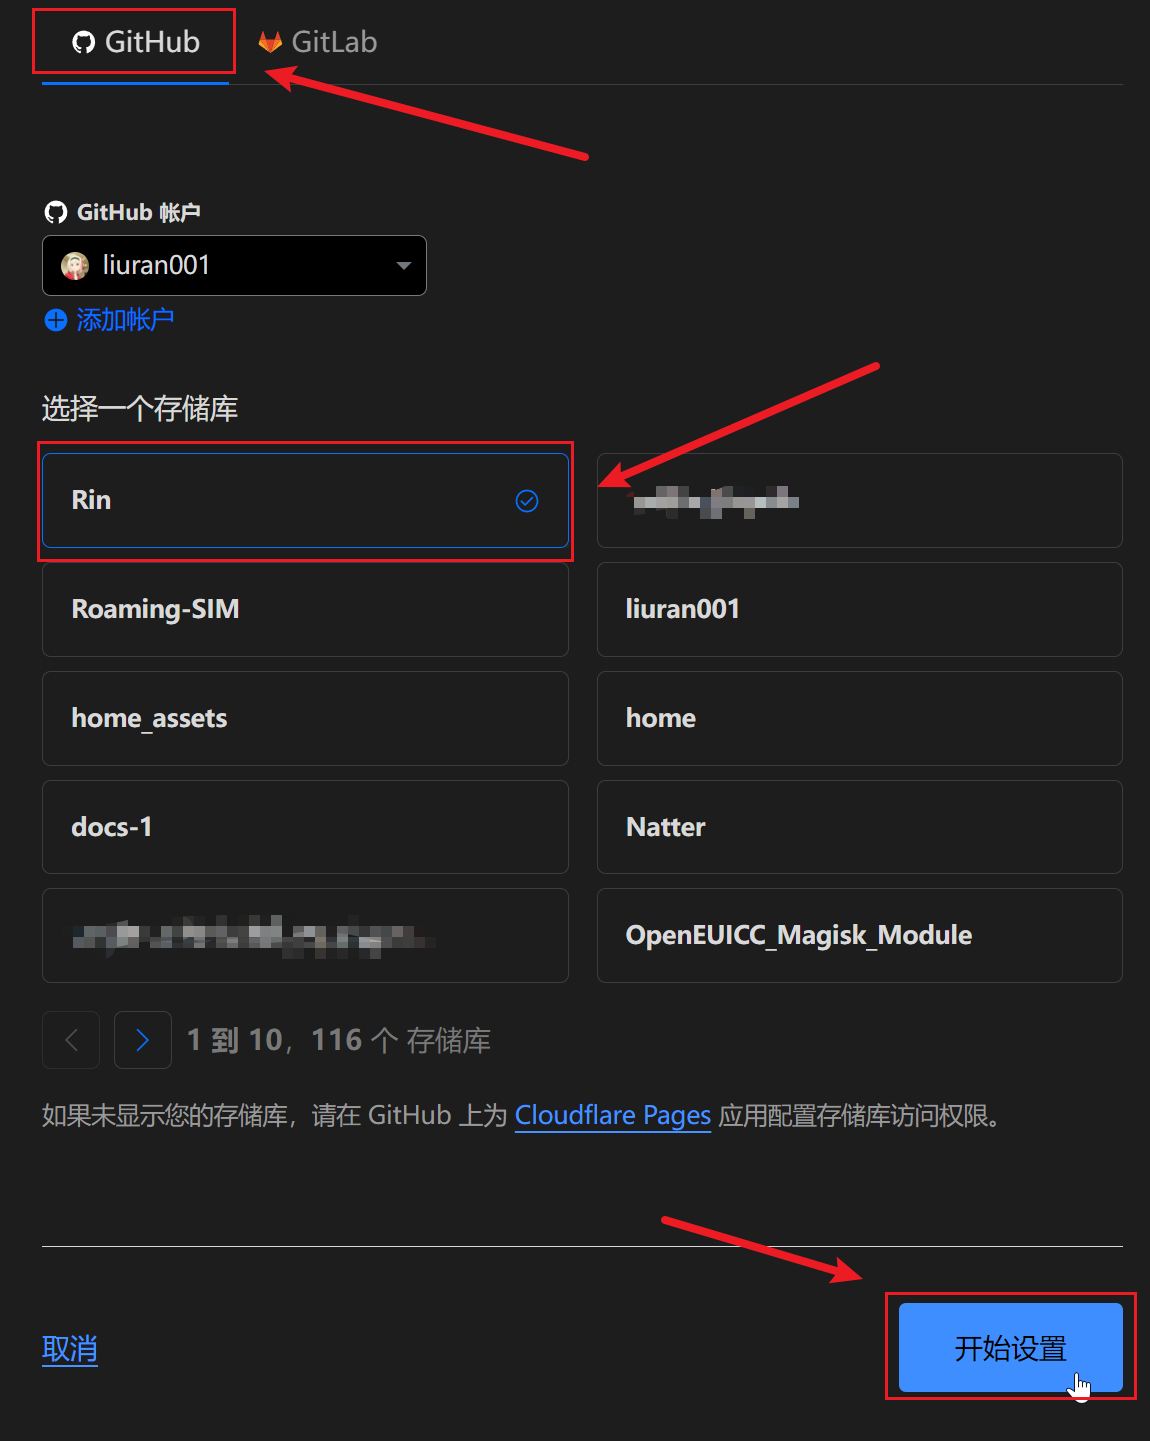 GitHub GitLab
GitHub 帐户
liuran001
添加帐户
选择一个存储库
Rin
Roaming-SIM liuran001
home_assets home
docs-1 Natter
OpenEUICC_Magisk_Module
1 到 10，116 个 存储库
如果未显示您的存储库，请在 GitHub 上为 Cloudflare Pages 应用配置存储库访问权限。
取消 开始设置